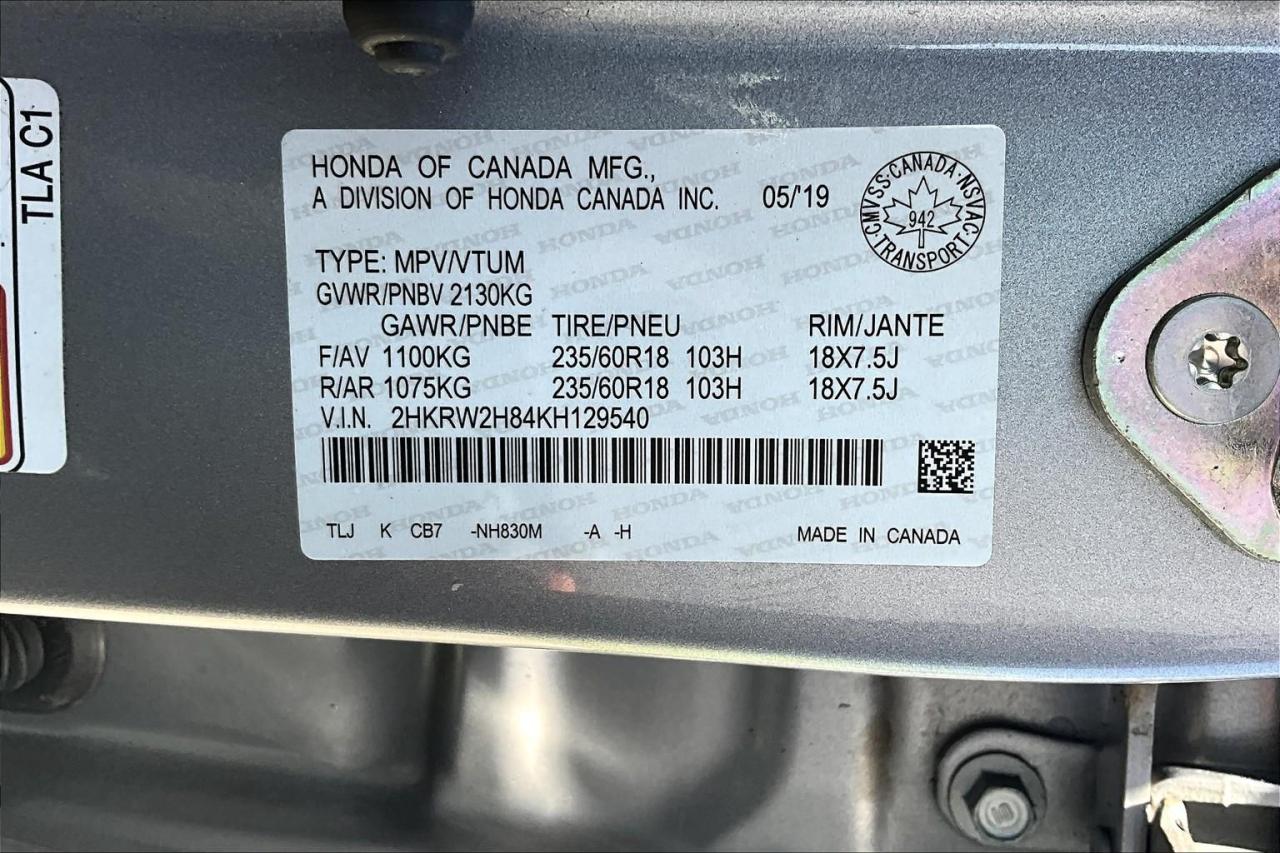 TLA C1
HONDA OF CANADA MFG.,
A DIVISION OF HONDA CANADA INC. 05/'19
CMVSS·CANADA·NSVAC·TRANSPORT·
942
TYPE: MPV/VTUM
GVWR/PNBV 2130KG
GAWR/PNBE TIRE/PNEU RIM/JANTE
F/AV 1100KG 235/60R18 103H 18X7.5J
R/AR 1075KG 235/60R18 103H 18X7.5J
V.I.N. 2HKRW2H84KH129540
TLJ K CB7 -NH830M -A -H MADE IN CANADA